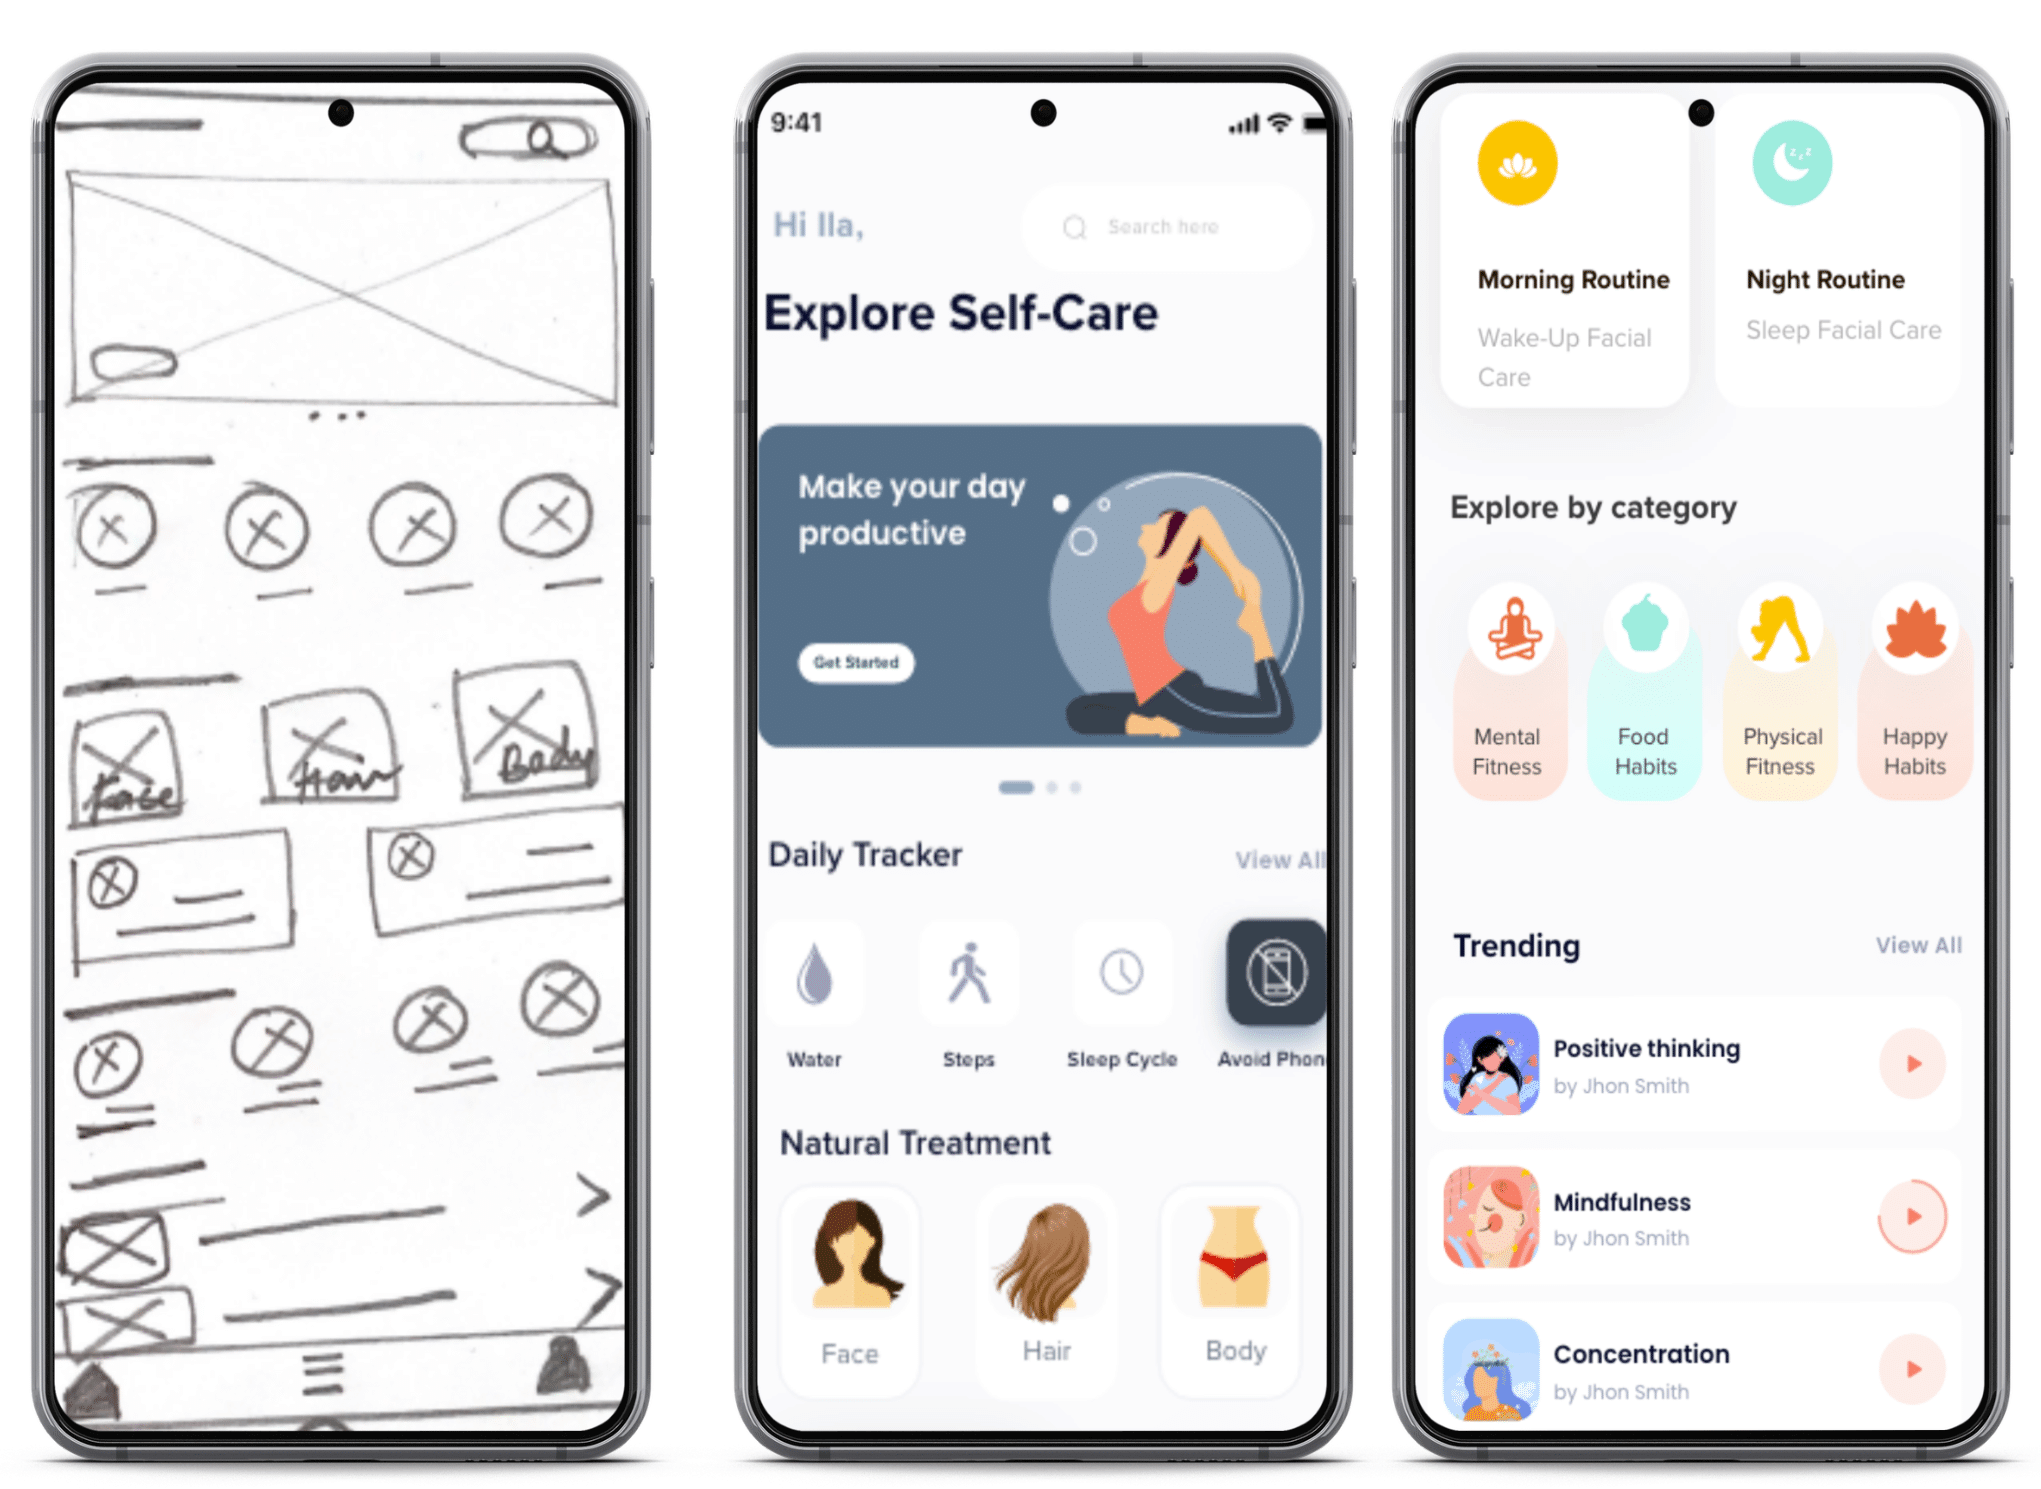 Face
Hair
Body
9:41
Hi Ila,
Search here
Explore Self-Care
Make your day
productive
Get Started
Daily Tracker
View All
Water
Steps
Sleep Cycle
Avoid Phon
Natural Treatment
Face
Hair
Body
Morning Routine
Wake-Up Facial
Care
Night Routine
Sleep Facial Care
Explore by category
Mental
Fitness
Food
Habits
Physical
Fitness
Happy
Habits
Trending
View All
Positive thinking
by Jhon Smith
Mindfulness
by Jhon Smith
Concentration
by Jhon Smith